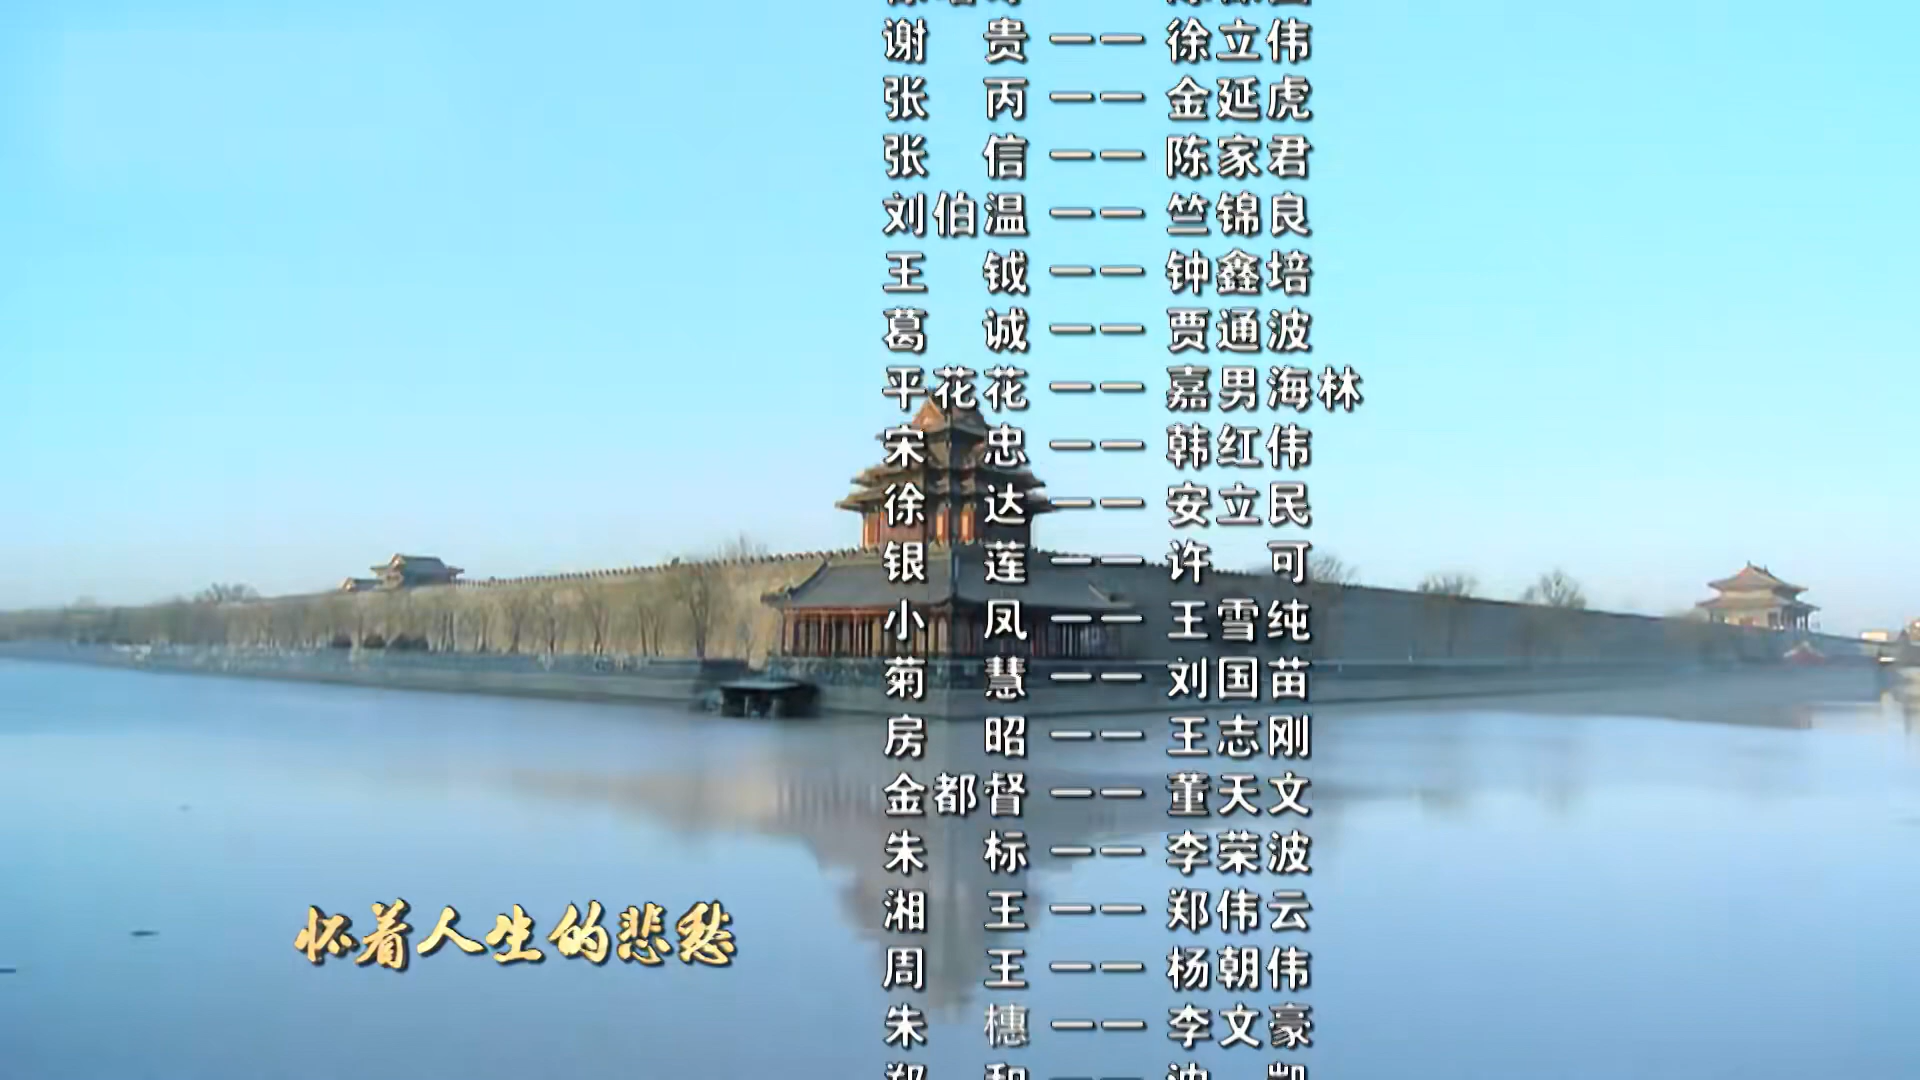 谢 贵 —— 徐立伟
张 丙 —— 金延虎
张 信 —— 陈家君
刘伯温 —— 竺锦良
王 钺 —— 钟鑫培
葛 诚 —— 贾通波
平花花 —— 嘉男海林
宋 忠 —— 韩红伟
徐 达 —— 安立民
银 莲 —— 许 可
小 凤 —— 王雪纯
菊 慧 —— 刘国苗
房 昭 —— 王志刚
金都督 —— 董天文
朱 标 —— 李荣波
湘 王 —— 郑伟云
怀着人生的悲愁
周 王 —— 杨朝伟
朱 橞 —— 李文豪